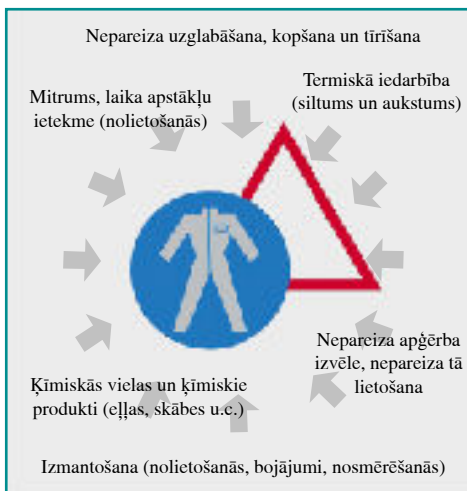 Nepareiza uzglabāšana, kopšana un tīrīšana
Mitrums, laika apstākļu
ietekme (nolietošanās)
Termiskā iedarbība
(siltums un aukstums)
Nepareiza apģērba
izvēle, nepareiza tā
lietošana
Ķīmiskās vielas un ķīmiskie
produkti (eļļas, skābes u.c.)
Izmantošana (nolietošanās, bojājumi, nosmērēšanās)